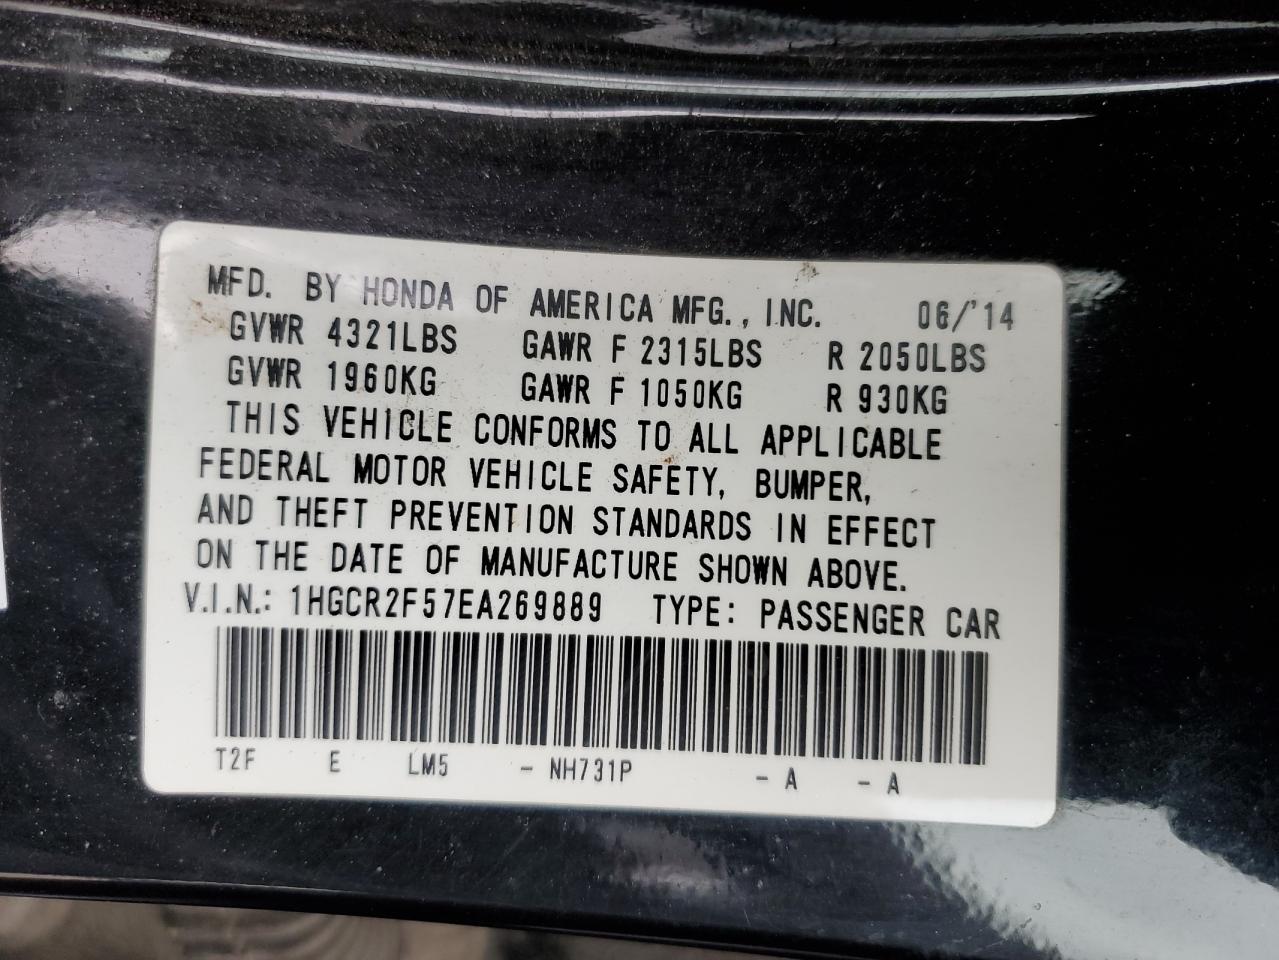 MFD. BY HONDA OF AMERICA MFG., INC. 06/'14
GVWR 4321LBS GAWR F 2315LBS R 2050LBS
GVWR 1960KG GAWR F 1050KG R 930KG
THIS VEHICLE CONFORMS TO ALL APPLICABLE
FEDERAL MOTOR VEHICLE SAFETY, BUMPER,
AND THEFT PREVENTION STANDARDS IN EFFECT
ON THE DATE OF MANUFACTURE SHOWN ABOVE.
V.I.N.: 1HGCR2F57EA269889 TYPE: PASSENGER CAR
T2F E LM5 - NH731P - A - A